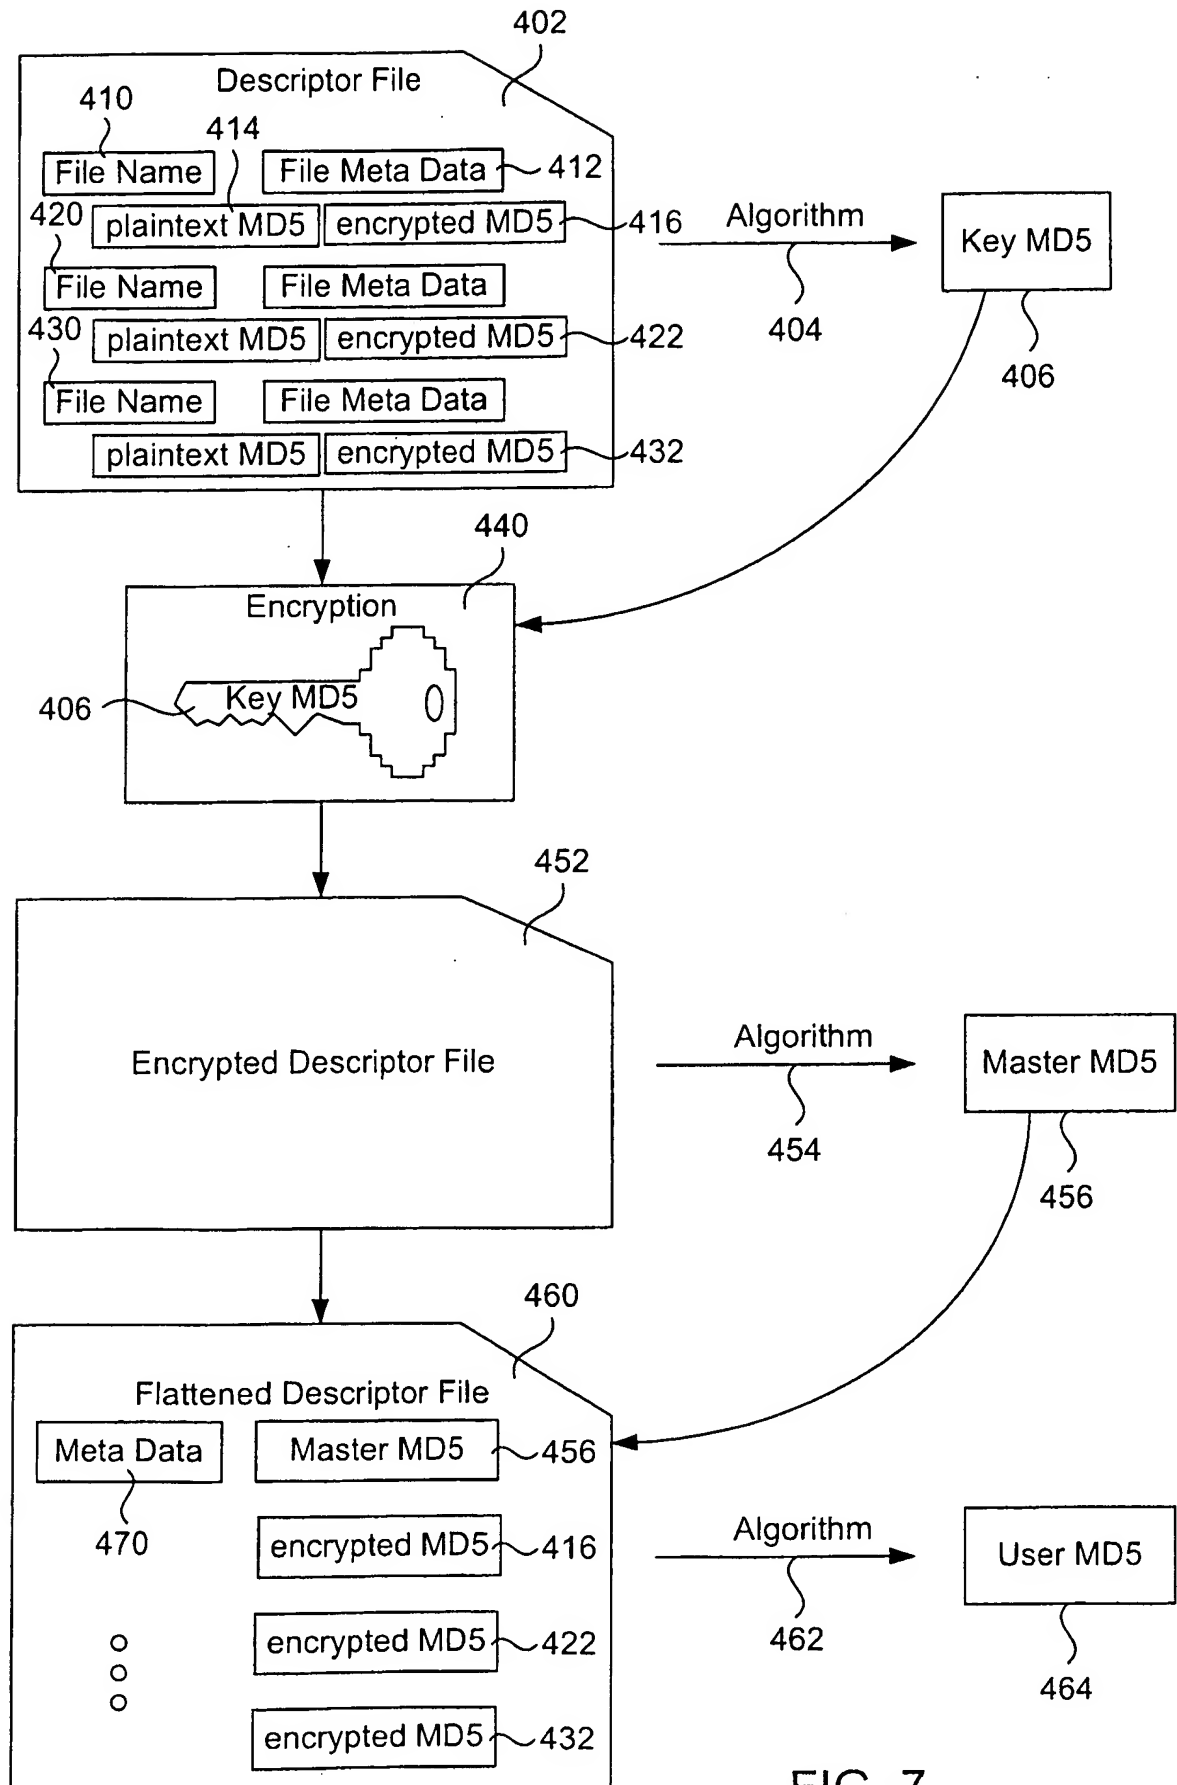 402
Descriptor File
410
414
File Name
File Meta Data
412
420
plaintext MD5
encrypted MD5
416
Algorithm
Key MD5
File Name
File Meta Data
404
430
plaintext MD5
encrypted MD5
422
406
File Name
File Meta Data
plaintext MD5
encrypted MD5
432
440
Encryption
Key MD5
406
452
Encrypted Descriptor File
Algorithm
Master MD5
454
456
460
Flattened Descriptor File
Meta Data
Master MD5
456
470
encrypted MD5
416
Algorithm
User MD5
encrypted MD5
422
462
464
encrypted MD5
432
FIG. 7